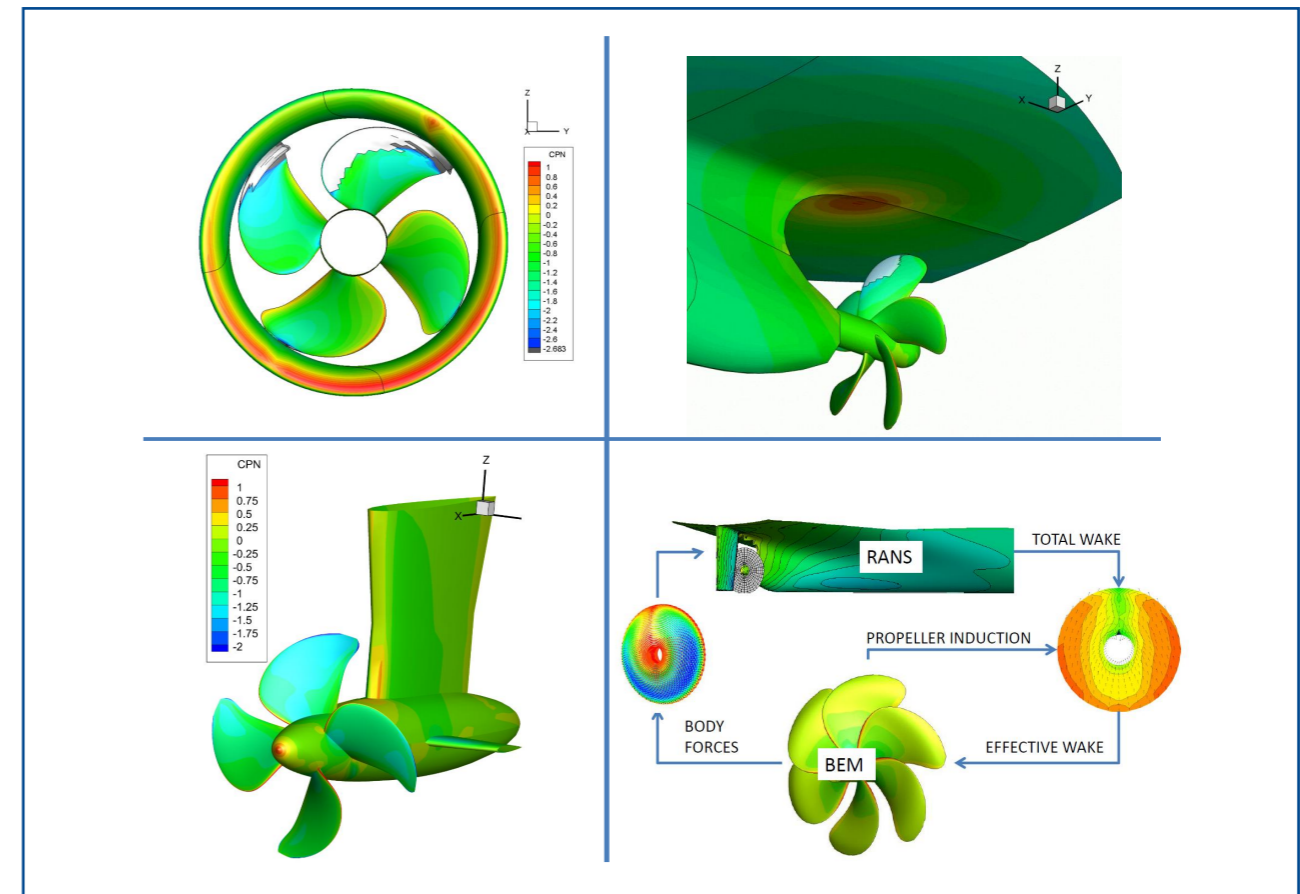 Z
X
Y
CPN
1
0.8
0.6
0.4
0.2
0
-0.2
-0.4
-0.6
-0.8
-1
-1.2
-1.4
-1.6
-1.8
-2
-2.2
-2.4
-2.6
-2.683
Z
X
Y
CPN
1
0.75
0.5
0.25
0
-0.25
-0.5
-0.75
-1
-1.25
-1.5
-1.75
-2
Z
X
RANS
TOTAL WAKE
PROPELLER INDUCTION
BODY
FORCES
BEM
EFFECTIVE WAKE